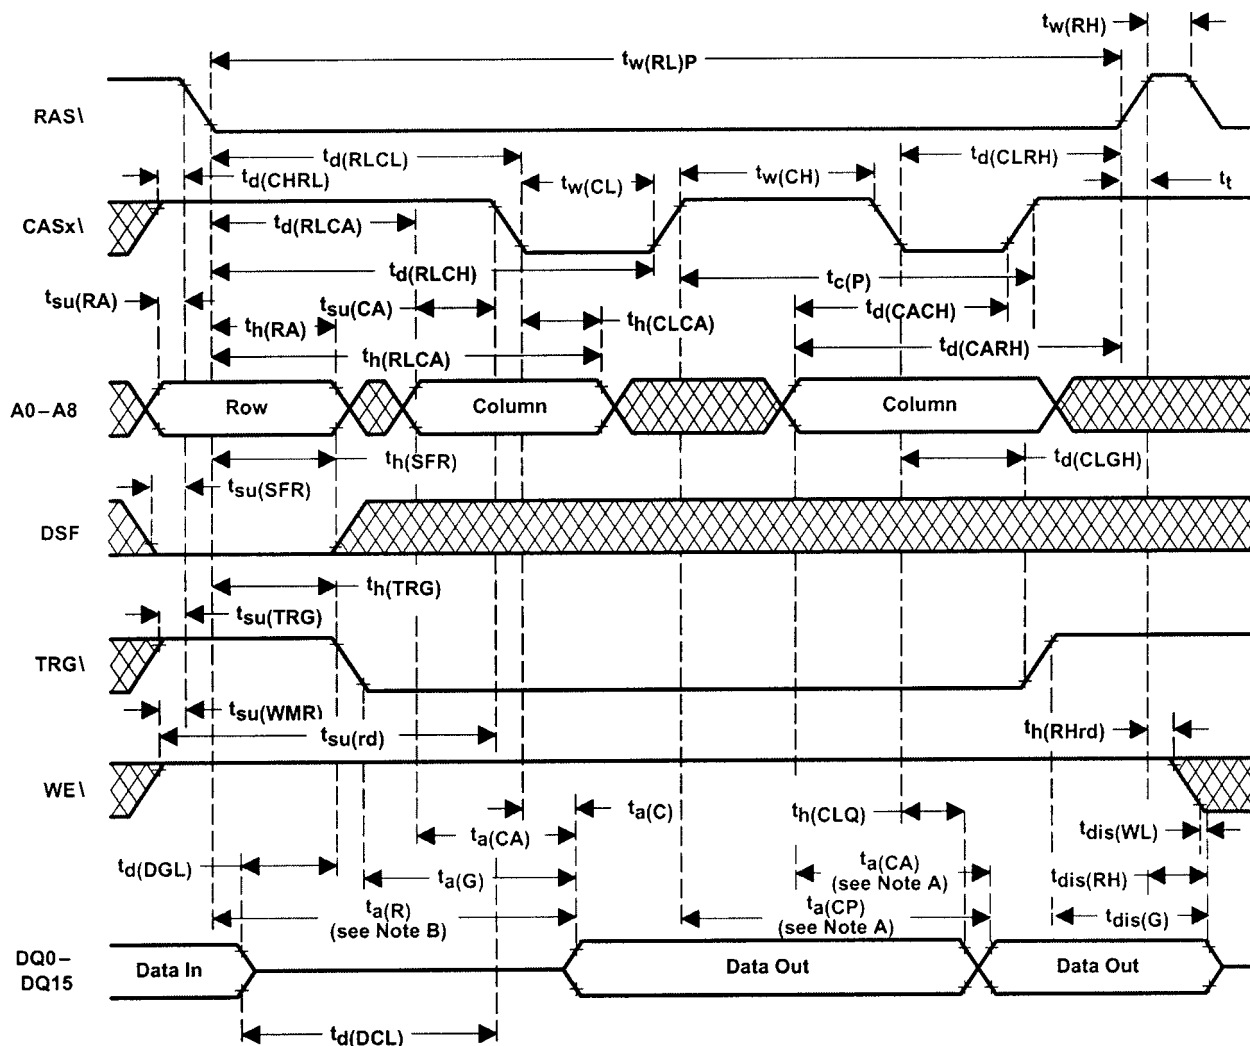 tw(RH)
tw(RL)P
RAS\
td(RLCL)
td(CLRH)
td(CHRL)
tw(CL)
tw(CH)
tt
CASx\
td(RLCA)
td(RLCH)
tc(P)
tsu(RA)
tsu(CA)
td(CACH)
th(RA)
th(CLCA)
th(RLCA)
td(CARH)
A0–A8
Row
Column
Column
th(SFR)
td(CLGH)
tsu(SFR)
DSF
th(TRG)
tsu(TRG)
TRG\
tsu(WMR)
tsu(rd)
th(RHrd)
WE\
ta(C)
th(CLQ)
ta(CA)
tdis(WL)
td(DGL)
ta(G)
ta(CA)
(see Note A)
tdis(RH)
ta(R)
(see Note B)
ta(CP)
(see Note A)
tdis(G)
DQ0–
DQ15
Data In
Data Out
Data Out
td(DCL)